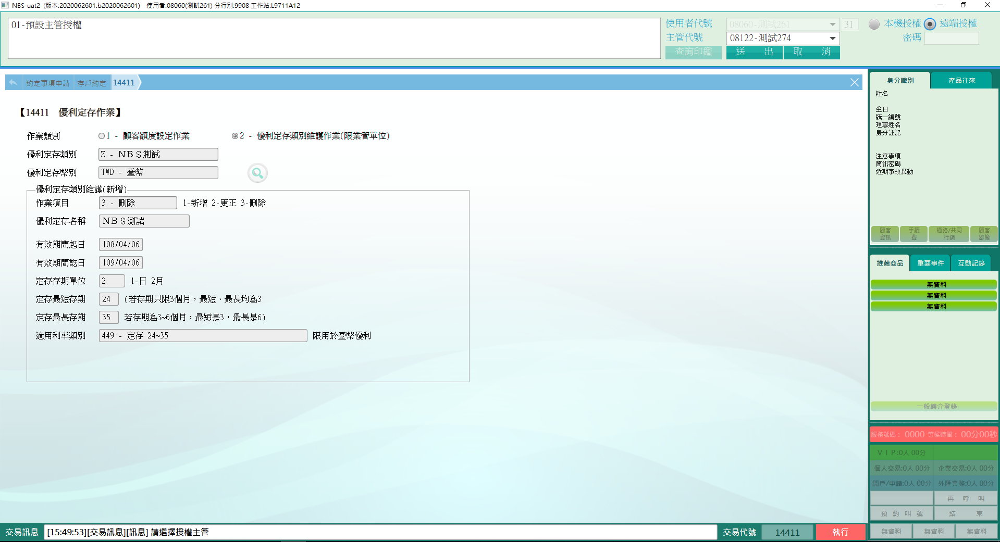 NBS-uat2 (版本:2020062601.b2020062601) 使用者:08060(測試261) 分行別:9908 工作站:L9711A12
01-預設主管授權
使用者代號 08060-測試261 31 本機授權 遠端授權
主管代號 08122-測試274 密碼
查詢印鑑 送 出 取 消
約定事項申請 存戶約定 14411
【14411 優利定存作業】
作業類別 1 - 顧客額度設定作業 2 - 優利定存類別維護作業(限業管單位)
優利定存類別 Z - ＮＢＳ測試
優利定存幣別 TWD - 臺幣
優利定存類別維護(新增)
作業項目 3 - 刪除 1-新增 2-更正 3-刪除
優利定存名稱 ＮＢＳ測試
有效期間起日 108/04/06
有效期間訖日 109/04/06
定存存期單位 2 1-日 2月
定存最短存期 24 (若存期只限3個月，最短、最長均為3
定存最長存期 35 若存期為3~6個月，最短是3，最長是6)
適用利率類別 449 - 定存 24~35 限用於臺幣優利
身分識別 產品往來
姓名
生日
統一編號
理專姓名
身分註記
注意事項
簡訊密碼
近期事故異動
顧客資訊 手續費 通路/共同行銷 顧客影像
推薦商品 重要事件 互動記錄
無資料
無資料
無資料
一般轉介登錄
服務號碼： 0000 等候時間： 00分00秒
ＶＩＰ:0人 00分
個人交易:0人 00分 企業交易:0人 00分
開戶/申請:0人 00分 外匯業務:0人 00分
再 呼 叫
預 約 叫 號 結 束
無資料 無資料 無資料
交易訊息 [15:49:53][交易訊息][訊息] 請選擇授權主管 交易代號 14411 執行